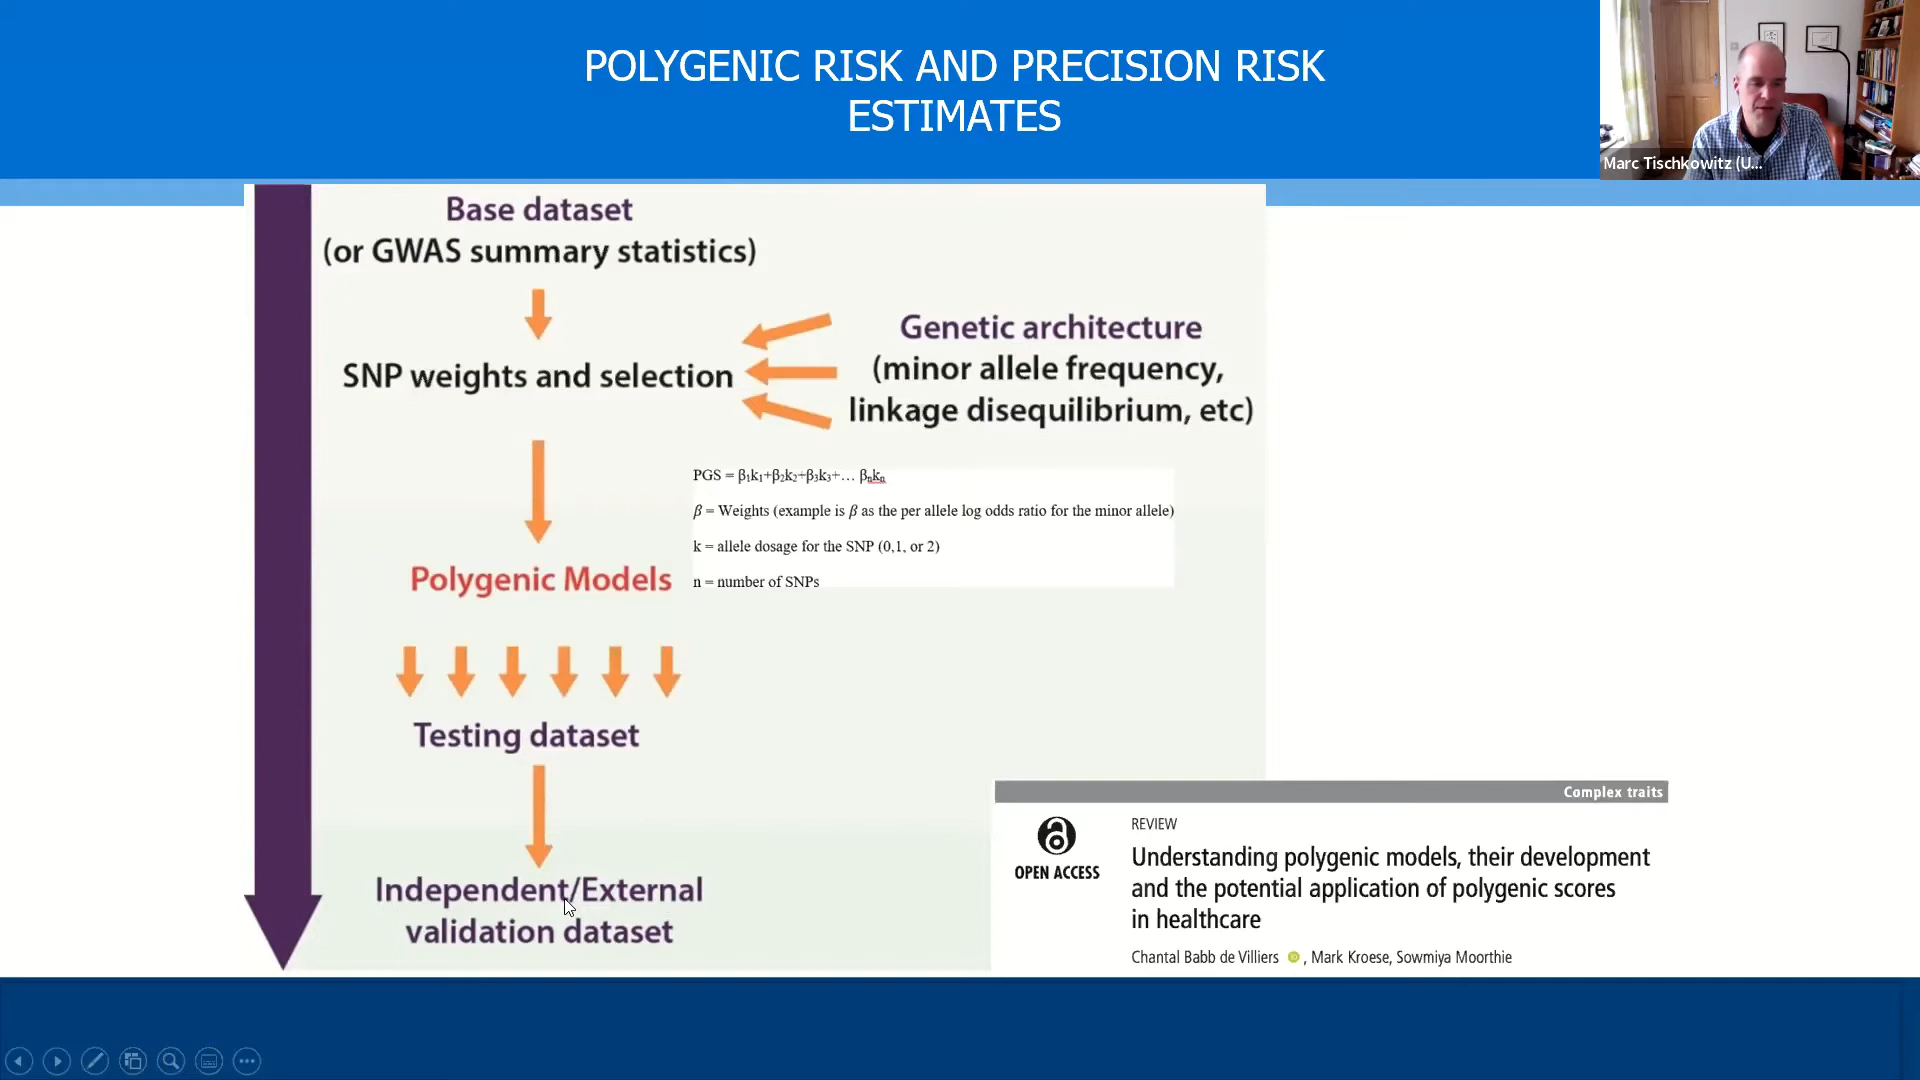 POLYGENIC RISK AND PRECISION RISK
ESTIMATES
Marc Tischkowitz (U...
Base dataset
(or GWAS summary statistics)
SNP weights and selection
Genetic architecture
(minor allele frequency,
linkage disequilibrium, etc)
PGS = β₁k₁+β₂k₂+β₃k₃+… βₙkₙ
β = Weights (example is β as the per allele log odds ratio for the minor allele)
k = allele dosage for the SNP (0,1, or 2)
n = number of SNPs
Polygenic Models
Testing dataset
Independent/External
validation dataset
Complex traits
REVIEW
OPEN ACCESS
Understanding polygenic models, their development
and the potential application of polygenic scores
in healthcare
Chantal Babb de Villiers , Mark Kroese, Sowmiya Moorthie